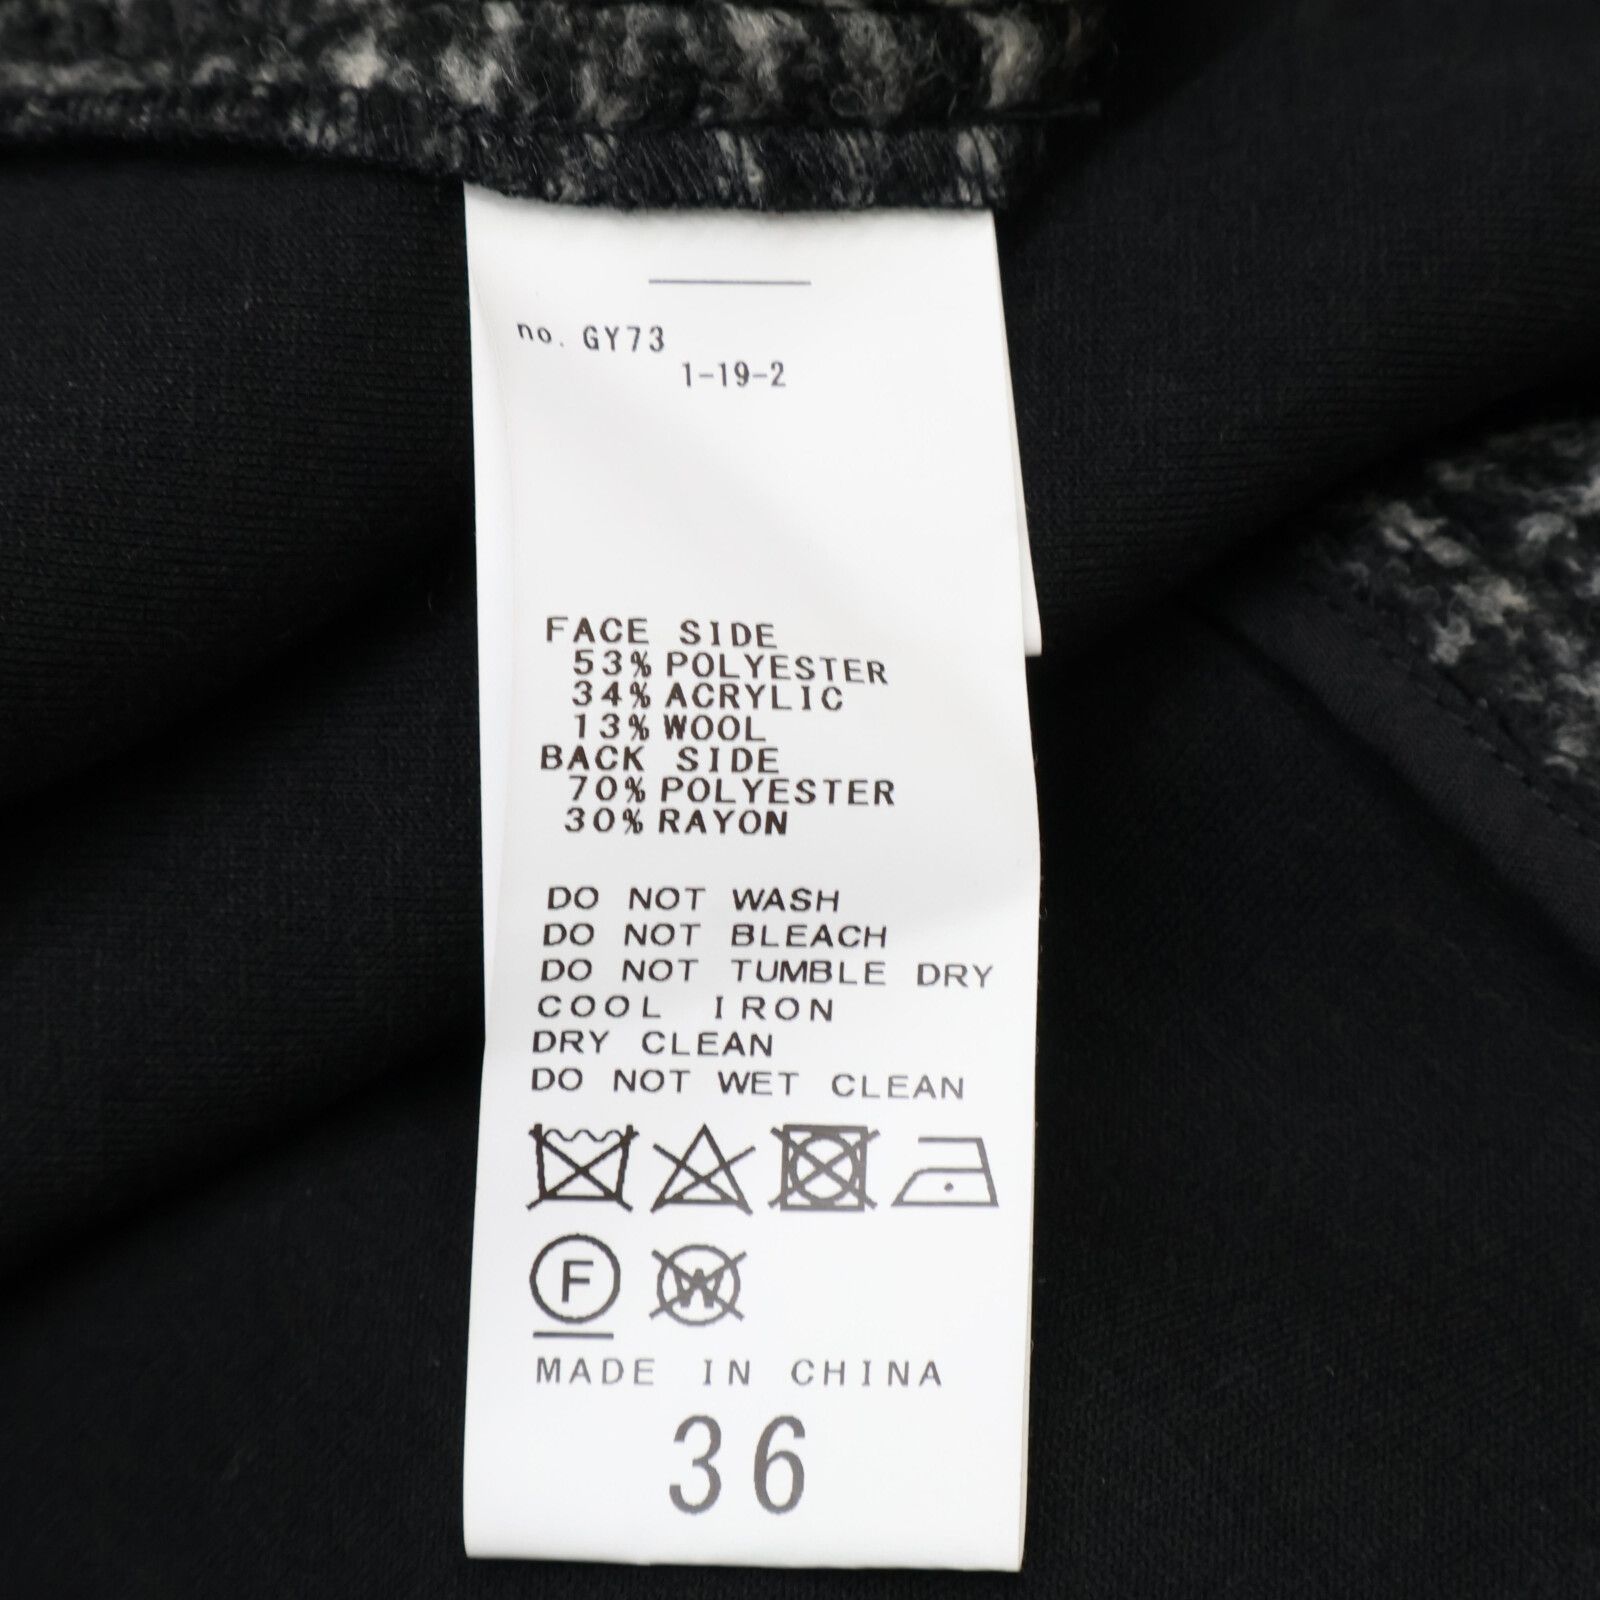 no. GY73
1-19-2
FACE SIDE
53% POLYESTER
34% ACRYLIC
13% WOOL
BACK SIDE
70% POLYESTER
30% RAYON
DO NOT WASH
DO NOT BLEACH
DO NOT TUMBLE DRY
COOL IRON
DRY CLEAN
DO NOT WET CLEAN
F W
MADE IN CHINA
36